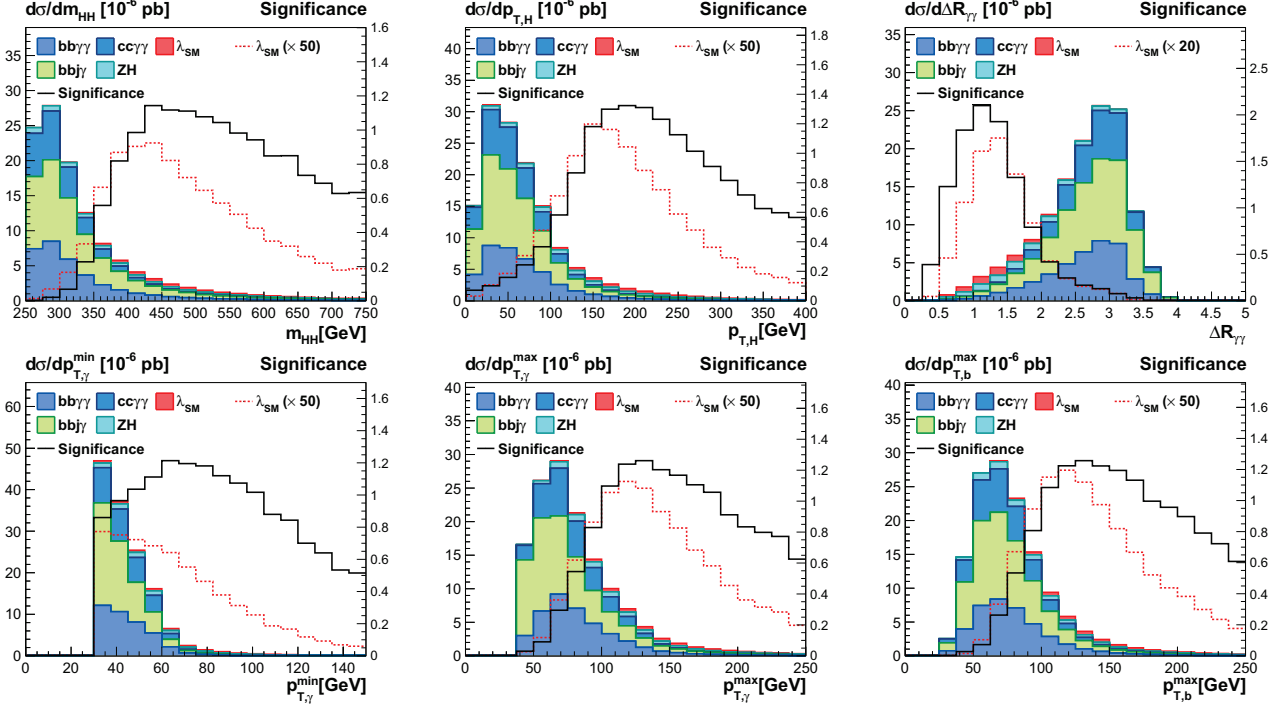 dσ/dm_HH [10^-6 pb] Significance
bbγγ ccγγ λ_SM λ_SM (× 50)
bbjγ ZH
Significance
35
30
25
20
15
10
5
0
1.4
1.2
1
0.8
0.6
0.4
0.2
0
250 300 350 400 450 500 550 600 650 700 750
m_HH[GeV]
dσ/dp_T,H [10^-6 pb] Significance
bbγγ ccγγ λ_SM λ_SM (× 50)
bbjγ ZH
Significance
40
35
30
25
20
15
10
5
0
1.8
1.6
1.4
1.2
1
0.8
0.6
0.4
0.2
0
0 50 100 150 200 250 300 350 400
p_T,H[GeV]
dσ/dΔR_γγ [10^-6 pb] Significance
bbγγ ccγγ λ_SM λ_SM (× 20)
bbjγ ZH
Significance
35
30
25
20
15
10
5
0
2.5
2
1.5
1
0.5
0
0 0.5 1 1.5 2 2.5 3 3.5 4 4.5 5
ΔR_γγ
dσ/dp_T,γ^min [10^-6 pb] Significance
bbγγ ccγγ λ_SM λ_SM (× 50)
bbjγ ZH
Significance
60
50
40
30
20
10
0
1.6
1.4
1.2
1
0.8
0.6
0.4
0.2
0
0 20 40 60 80 100 120 140
p_T,γ^min[GeV]
dσ/dp_T,γ^max [10^-6 pb] Significance
bbγγ ccγγ λ_SM λ_SM (× 50)
bbjγ ZH
Significance
40
35
30
25
20
15
10
5
0
1.6
1.4
1.2
1
0.8
0.6
0.4
0.2
0
0 50 100 150 200 250
p_T,γ^max[GeV]
dσ/dp_T,b^max [10^-6 pb] Significance
bbγγ ccγγ λ_SM λ_SM (× 50)
bbjγ ZH
Significance
40
35
30
25
20
15
10
5
0
1.6
1.4
1.2
1
0.8
0.6
0.4
0.2
0
0 50 100 150 200 250
p_T,b^max[GeV]